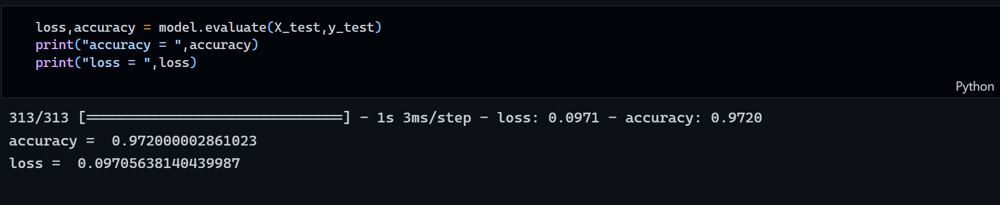 loss,accuracy = model.evaluate(X_test,y_test)
print("accuracy = ",accuracy)
print("loss = ",loss)
Python
313/313 [==============================] - 1s 3ms/step - loss: 0.0971 - accuracy: 0.9720
accuracy =  0.972000002861023
loss =  0.09705638140439987